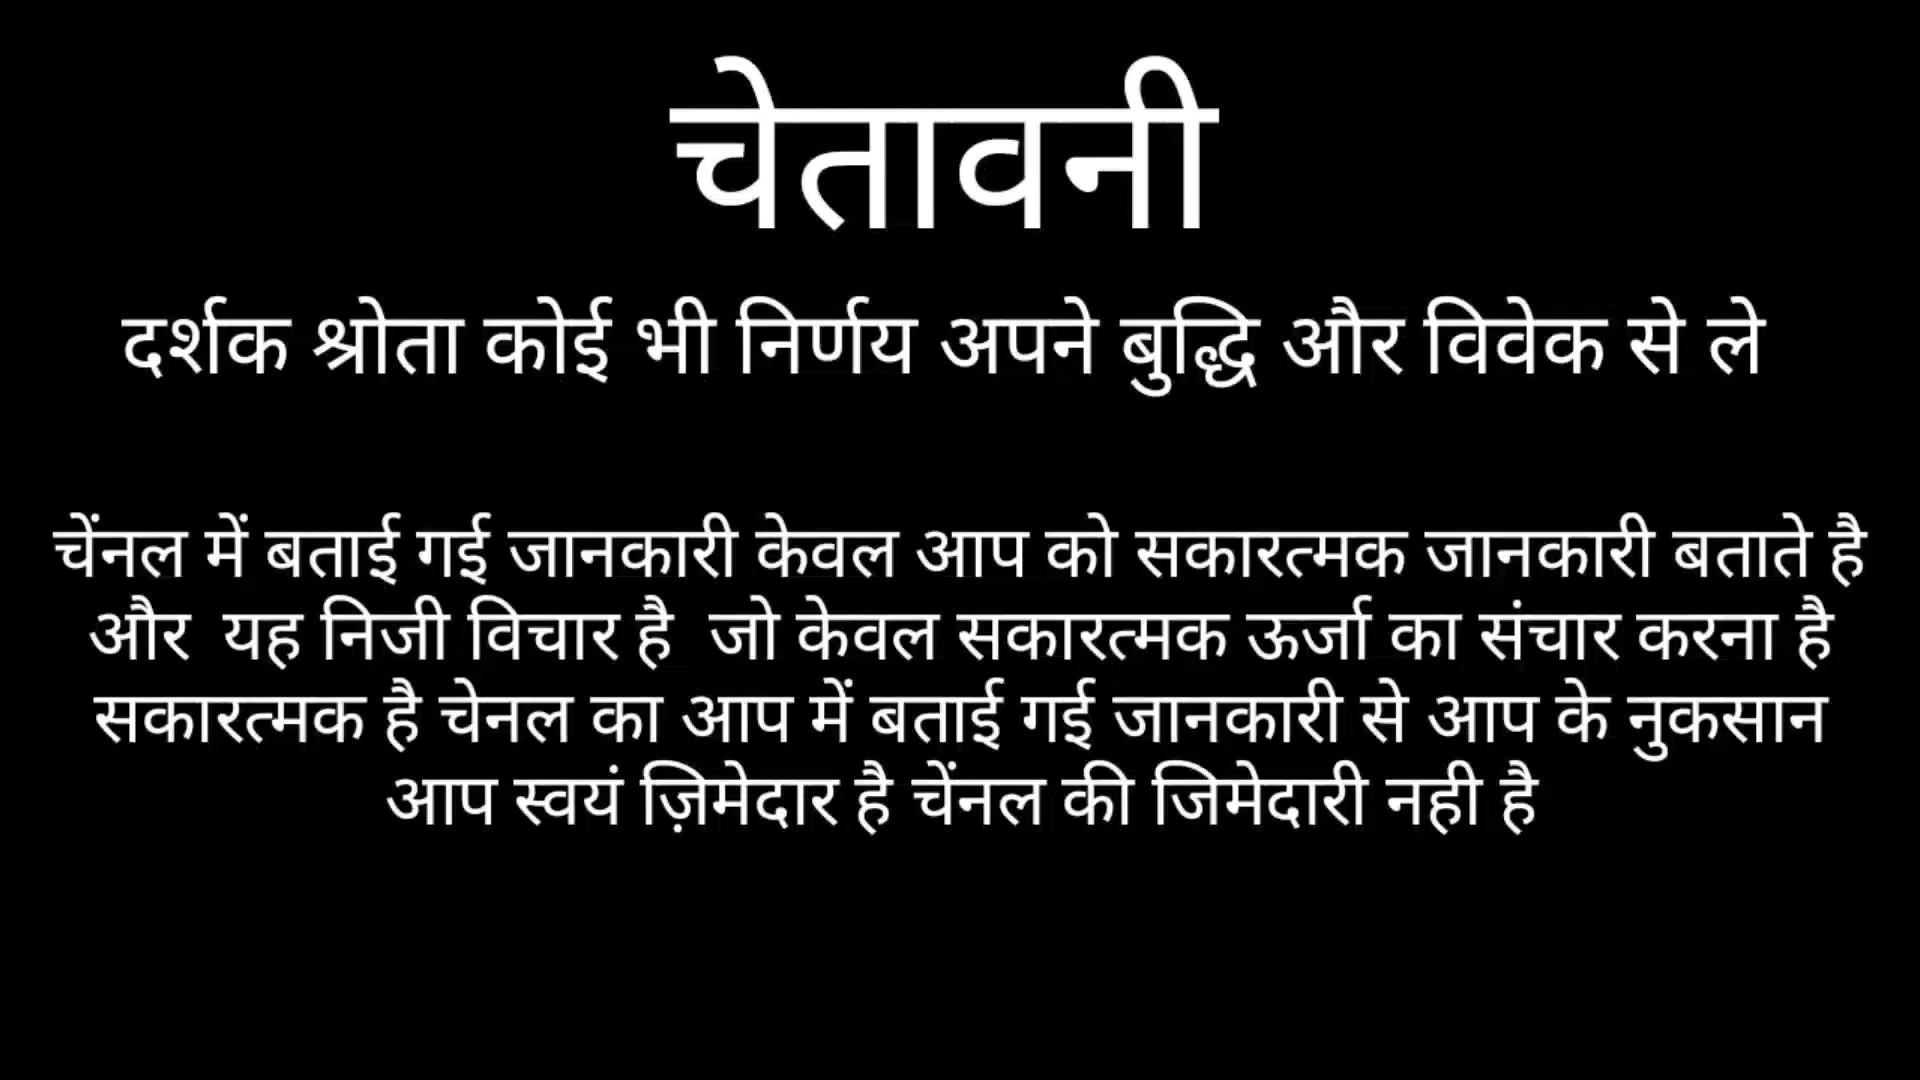 चेतावनी
दर्शक श्रोता कोई भी निर्णय अपने बुद्धि और विवेक से ले
चेंनल में बताई गई जानकारी केवल आप को सकारत्मक जानकारी बताते है
और यह निजी विचार है जो केवल सकारत्मक ऊर्जा का संचार करना है
सकारत्मक है चेनल का आप में बताई गई जानकारी से आप के नुकसान
आप स्वयं ज़िमेदार है चेंनल की जिमेदारी नही है